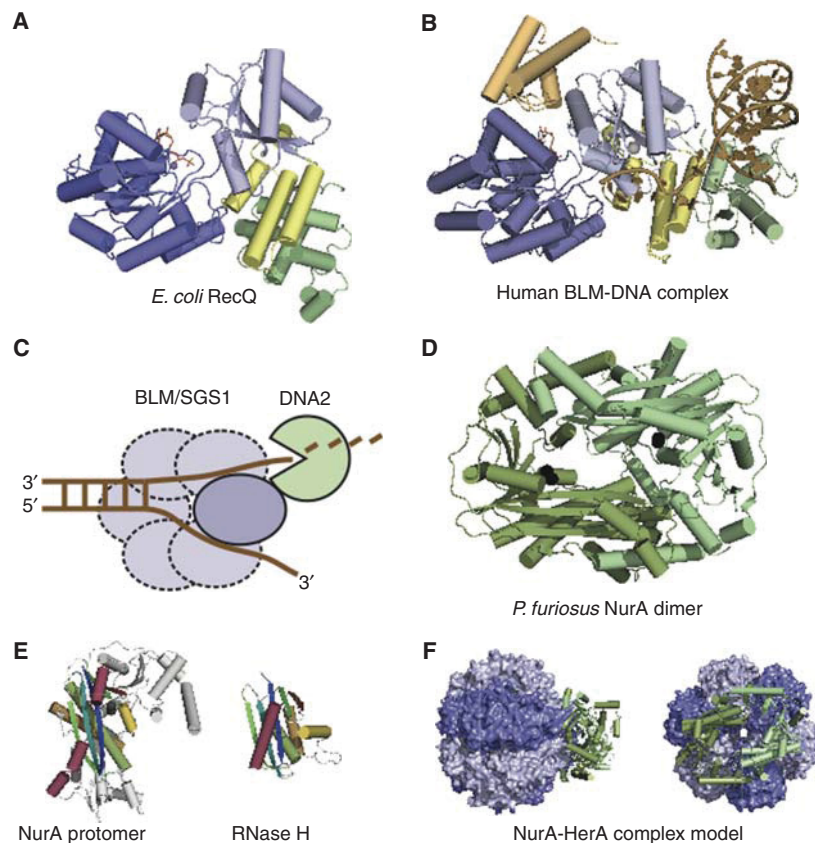 A
E. coli RecQ
B
Human BLM-DNA complex
C
BLM/SGS1
DNA2
3′
5′
3′
D
P. furiosus NurA dimer
E
NurA protomer
RNase H
F
NurA-HerA complex model